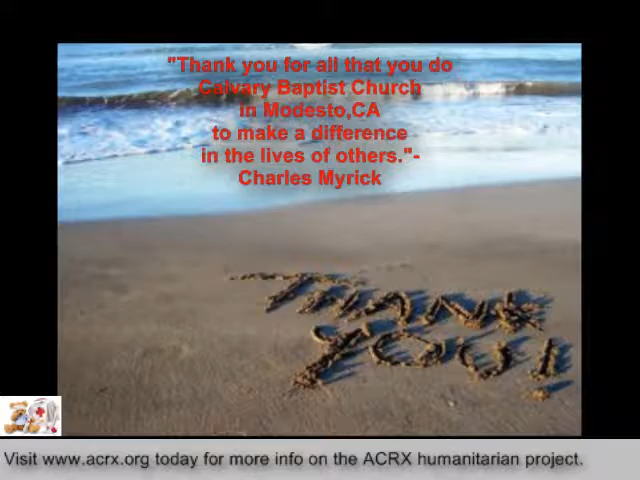 "Thank you for all that you do
Calvary Baptist Church
in Modesto,CA
to make a difference
in the lives of others."-
Charles Myrick
THANK
YOU!
Visit www.acrx.org today for more info on the ACRX humanitarian project.